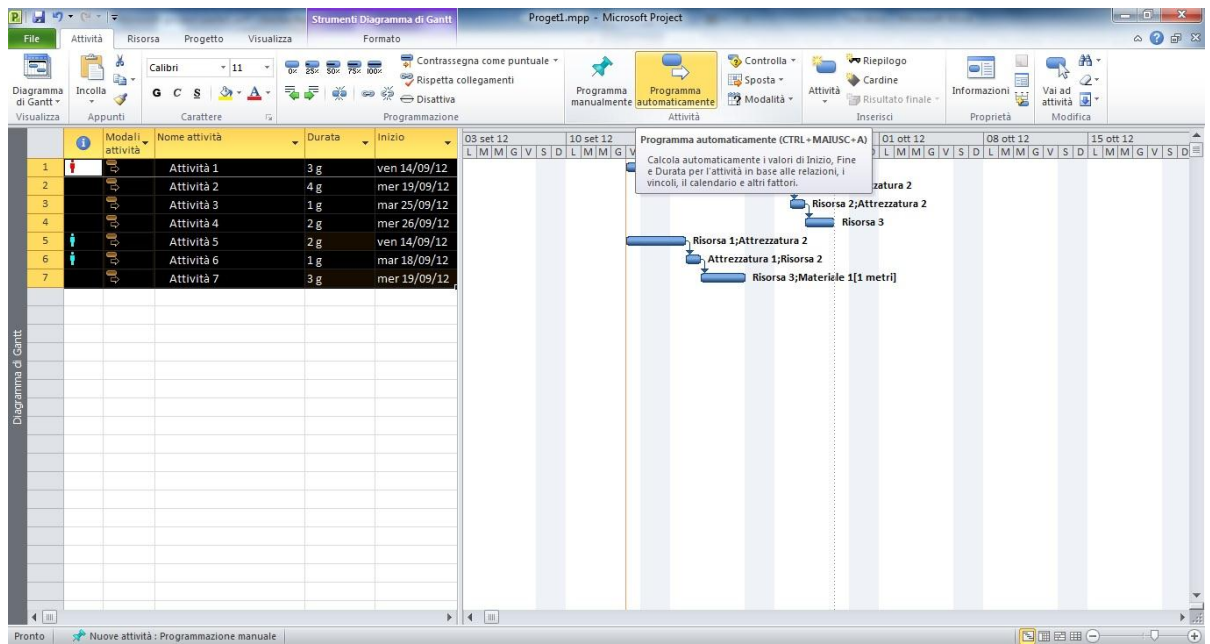 Strumenti Diagramma di Gantt
Proget1.mpp - Microsoft Project
File Attività Risorsa Progetto Visualizza Formato
Diagramma di Gantt
Visualizza
Incolla
Appunti
Calibri 11
G C S A
Carattere
0× 25× 50× 75× 100×
Contrassegna come puntuale
Rispetta collegamenti
Disattiva
Programmazione
Programma manualmente
Programma automaticamente
Controlla
Sposta
Modalità
Attività
Attività
Riepilogo
Cardine
Risultato finale
Inserisci
Informazioni
Proprietà
Vai ad attività
Modifica
Programma automaticamente (CTRL+MAIUSC+A)
Calcola automaticamente i valori di Inizio, Fine
e Durata per l'attività in base alle relazioni, i
vincoli, il calendario e altri fattori.
Modali attività Nome attività Durata Inizio
03 set 12 10 set 12 01 ott 12 08 ott 12 15 ott 12
L M M G V S D L M M G V L M M G V S D L M M G V S D L M M G V S D
1 Attività 1 3 g ven 14/09/12
2 Attività 2 4 g mer 19/09/12
3 Attività 3 1 g mar 25/09/12
4 Attività 4 2 g mer 26/09/12
5 Attività 5 2 g ven 14/09/12
6 Attività 6 1 g mar 18/09/12
7 Attività 7 3 g mer 19/09/12
zatura 2
Risorsa 2;Attrezzatura 2
Risorsa 3
Risorsa 1;Attrezzatura 2
Attrezzatura 1;Risorsa 2
Risorsa 3;Materiale 1[1 metri]
Diagramma di Gantt
Pronto Nuove attività : Programmazione manuale